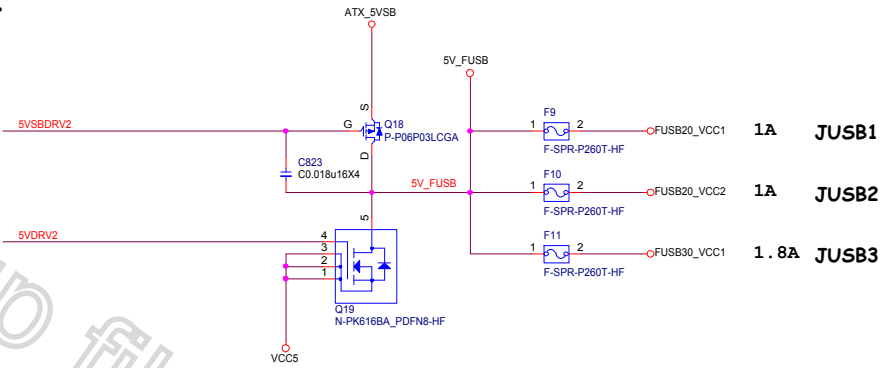 ATX_5VSB
5V_FUSB
5VSBDRV2
G
S
D
Q18
P-P06P03LCGA
C823
C0.018u16X4
5V_FUSB
F9
1
2
F-SPR-P260T-HF
FUSB20_VCC1
1A
JUSB1
F10
1
2
F-SPR-P260T-HF
FUSB20_VCC2
1A
JUSB2
F11
1
2
F-SPR-P260T-HF
FUSB30_VCC1
1.8A
JUSB3
5VDRV2
5
4
3
2
1
Q19
N-PK616BA_PDFN8-HF
VCC5